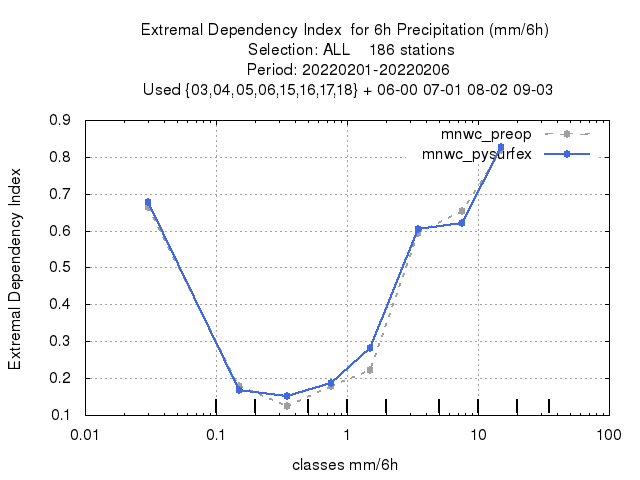 Extremal Dependency Index  for 6h Precipitation (mm/6h)
Selection: ALL    186 stations
Period: 20220201-20220206
Used {03,04,05,06,15,16,17,18} + 06-00 07-01 08-02 09-03
mnwc_preop
mnwc_pysurfex
Extremal Dependency Index
0.9
0.8
0.7
0.6
0.5
0.4
0.3
0.2
0.1
0.01
0.1
1
10
100
classes mm/6h